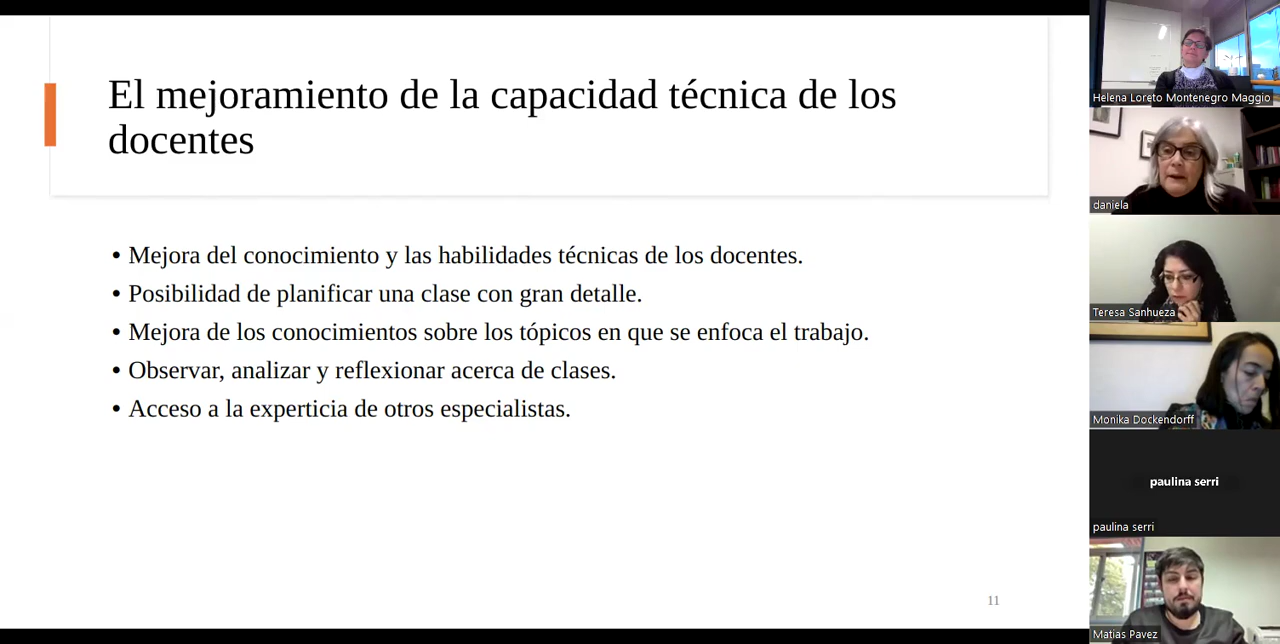 El mejoramiento de la capacidad técnica de los
docentes
• Mejora del conocimiento y las habilidades técnicas de los docentes.
• Posibilidad de planificar una clase con gran detalle.
• Mejora de los conocimientos sobre los tópicos en que se enfoca el trabajo.
• Observar, analizar y reflexionar acerca de clases.
• Acceso a la experticia de otros especialistas.
11
Helena Loreto Montenegro Maggio
daniela
Teresa Sanhueza
Monika Dockendorff
paulina serri
paulina serri
Matias Pavez